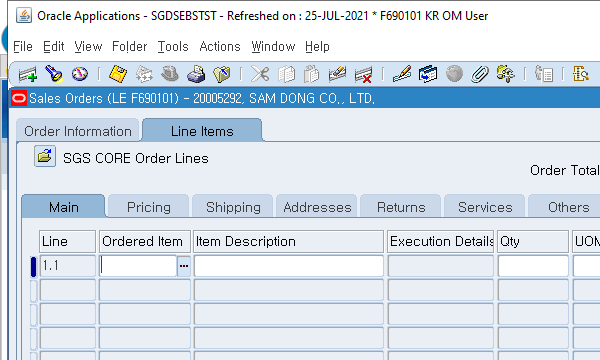 Oracle Applications - SGDSEBSTST - Refreshed on : 25-JUL-2021 * F690101 KR OM User
File Edit View Folder Tools Actions Window Help
Sales Orders (LE F690101) - 20005292, SAM DONG CO., LTD,
Order Information Line Items
SGS CORE Order Lines
Order Total
Main Pricing Shipping Addresses Returns Services Others
Line Ordered Item Item Description Execution Details Qty UOM
1.1